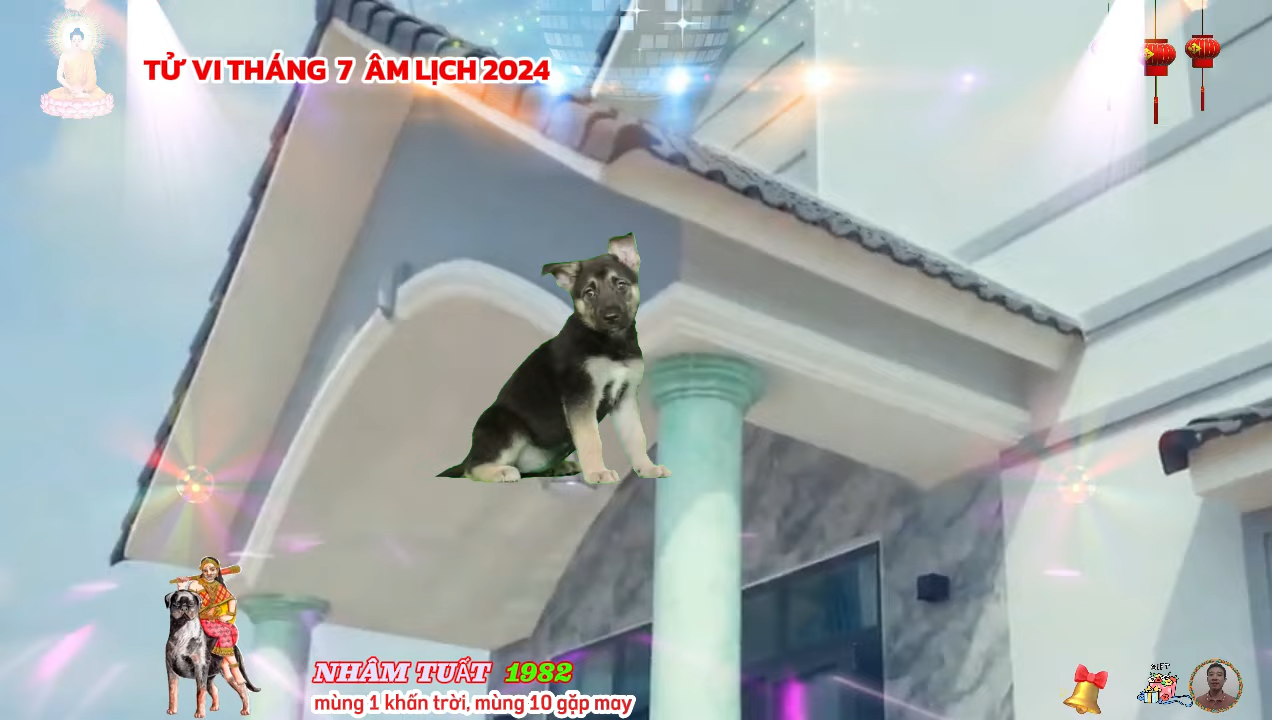 TỬ VI THÁNG 7 ÂM LỊCH 2024
NHÂM TUẤT 1982
mùng 1 khấn trời, mùng 10 gặp may